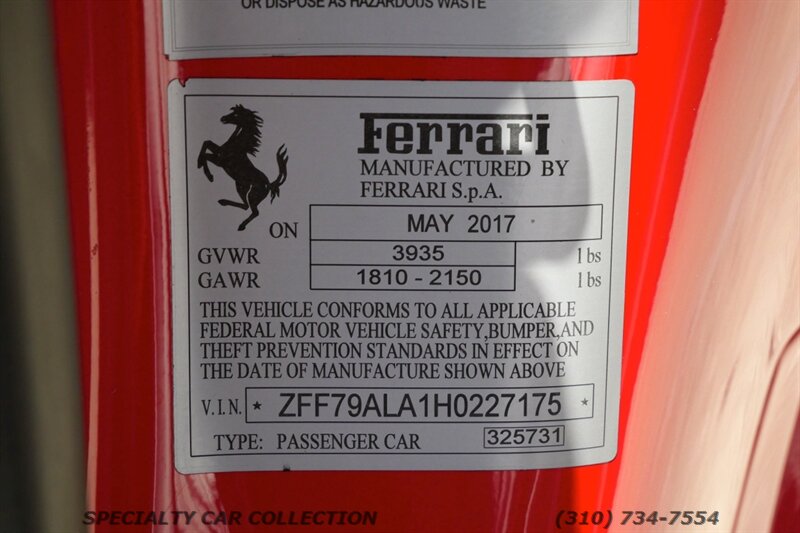 OR DISPOSE AS HAZARDOUS WASTE
Ferrari
MANUFACTURED BY
FERRARI S.p.A.
ON MAY 2017
GVWR 3935 lbs
GAWR 1810 - 2150 lbs
THIS VEHICLE CONFORMS TO ALL APPLICABLE
FEDERAL MOTOR VEHICLE SAFETY,BUMPER,AND
THEFT PREVENTION STANDARDS IN EFFECT ON
THE DATE OF MANUFACTURE SHOWN ABOVE
V.I.N. * ZFF79ALA1H0227175 *
TYPE: PASSENGER CAR 325731
SPECIALTY CAR COLLECTION (310) 734-7554